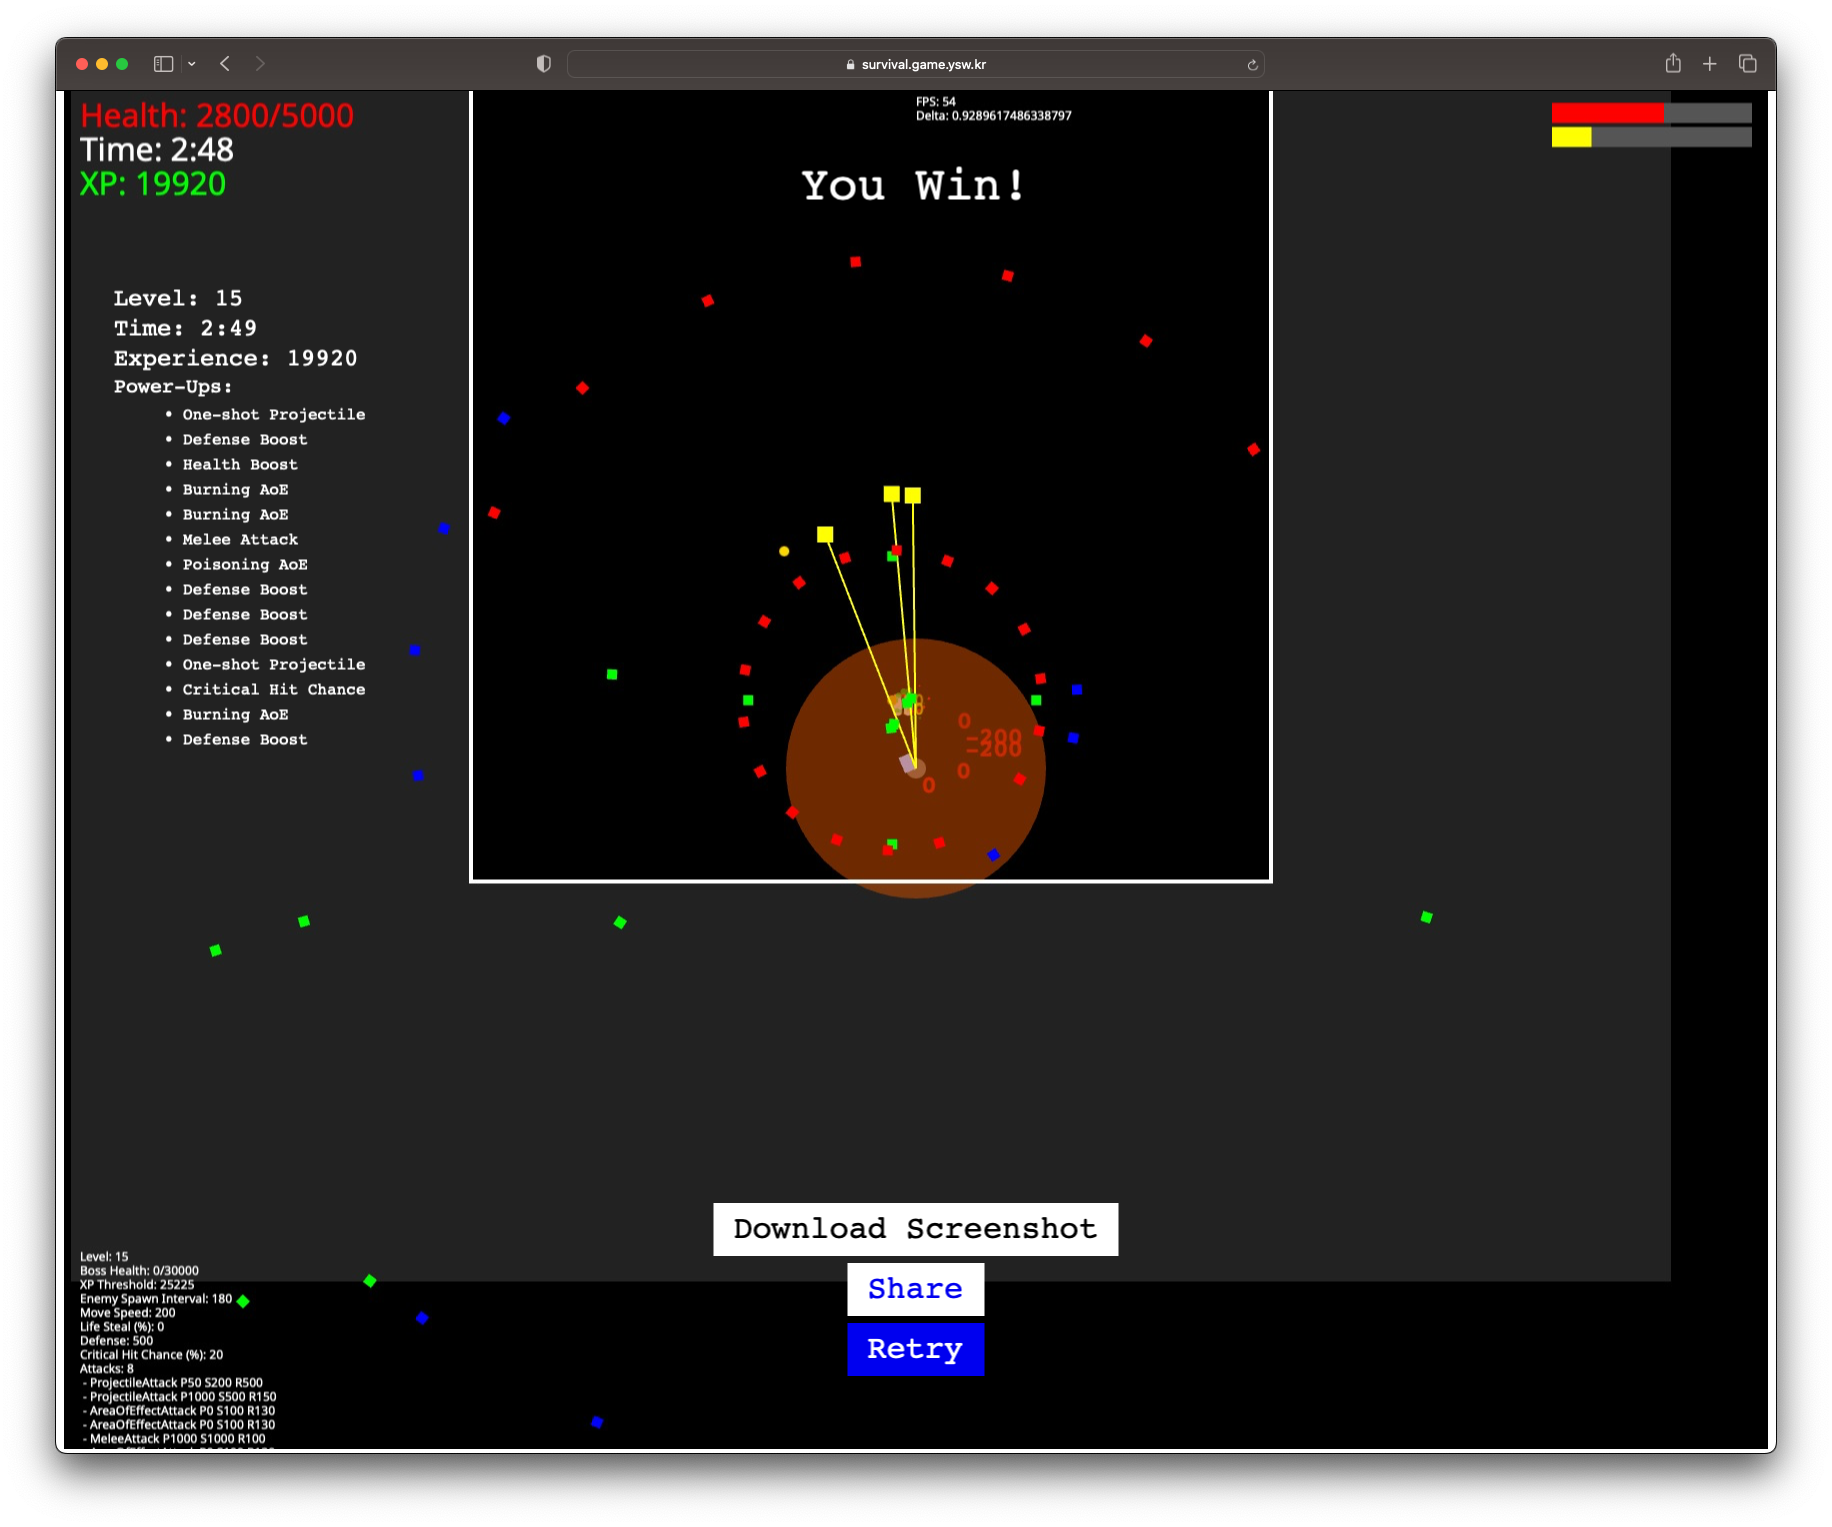 survival.game.ysw.kr
Health: 2800/5000
Time: 2:48
XP: 19920
FPS: 54
Delta: 0.9289617486338797
You Win!
Level: 15
Time: 2:49
Experience: 19920
Power-Ups:
• One-shot Projectile
• Defense Boost
• Health Boost
• Burning AoE
• Burning AoE
• Melee Attack
• Poisoning AoE
• Defense Boost
• Defense Boost
• Defense Boost
• One-shot Projectile
• Critical Hit Chance
• Burning AoE
• Defense Boost
0
-200
-200
0
0
Download Screenshot
Share
Retry
Level: 15
Boss Health: 0/30000
XP Threshold: 25225
Enemy Spawn Interval: 180
Move Speed: 200
Life Steal (%): 0
Defense: 500
Critical Hit Chance (%): 20
Attacks: 8
- ProjectileAttack P50 S200 R500
- ProjectileAttack P1000 S500 R150
- AreaOfEffectAttack P0 S100 R130
- AreaOfEffectAttack P0 S100 R130
- MeleeAttack P1000 S1000 R100